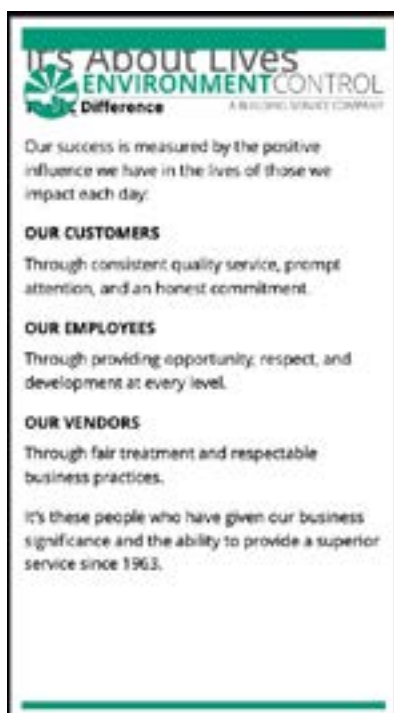 It's About Lives
ENVIRONMENTCONTROL
A BUILDING SERVICE COMPANY
Difference
Our success is measured by the positive
influence we have in the lives of those we
impact each day:
OUR CUSTOMERS
Through consistent quality service, prompt
attention, and an honest commitment.
OUR EMPLOYEES
Through providing opportunity, respect, and
development at every level.
OUR VENDORS
Through fair treatment and respectable
business practices.
It's these people who have given our business
significance and the ability to provide a superior
service since 1963.